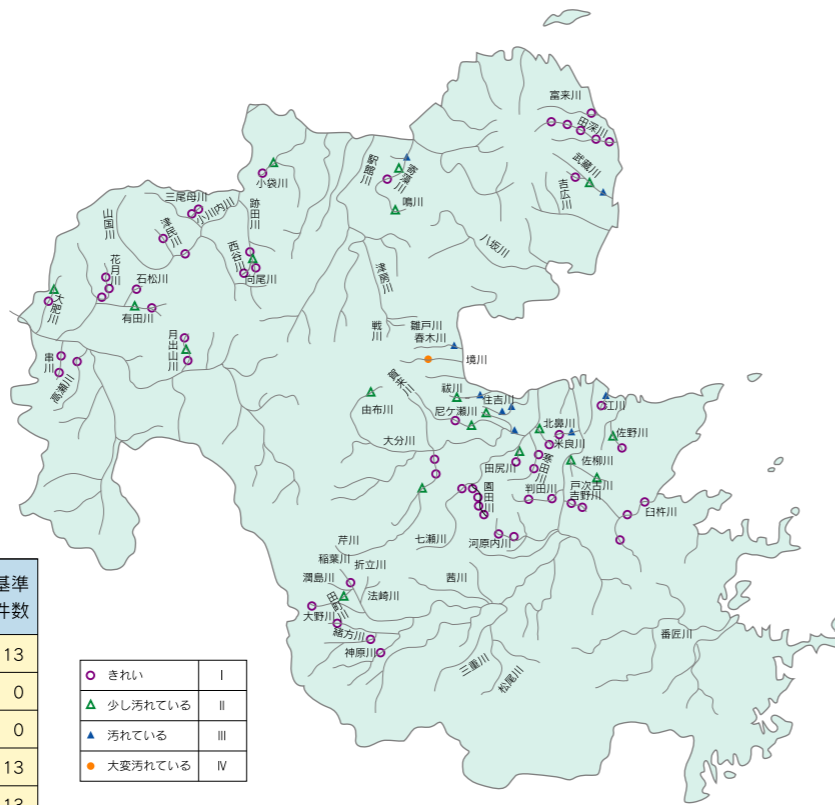 富来川
田深川
武蔵川
吉広川
駅館川
寄藻川
鳴川
小袋川
三尾母川
小川内川
跡田川
山国川
津民川
西谷川
向尾川
八坂川
花月川
石松川
津房川
大肥川
有田川
戦川
雛戸川
春木川
月出山川
境川
串川
高瀬川
賀来川
祓川
住吉川
由布川
尼ケ瀬川
江川
北鼻川
米良川
佐野川
大分川
寒田川
佐柳川
田尻川
園田川
判田川
戸次古川
吉野川
臼杵川
七瀬川
河原内川
芹川
稲葉川
折立川
濁島川
茜川
法崎川
大野川
緒方川
神原川
三重川
松尾川
番匠川
基準
件数
13
0
0
13
13
きれい Ⅰ
少し汚れている Ⅱ
汚れている Ⅲ
大変汚れている Ⅳ